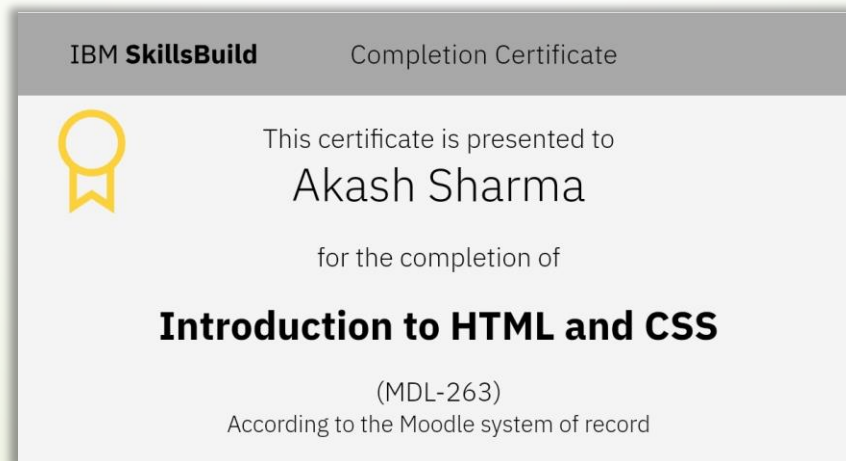 IBM SkillsBuild Completion Certificate
This certificate is presented to
Akash Sharma
for the completion of
Introduction to HTML and CSS
(MDL-263)
According to the Moodle system of record